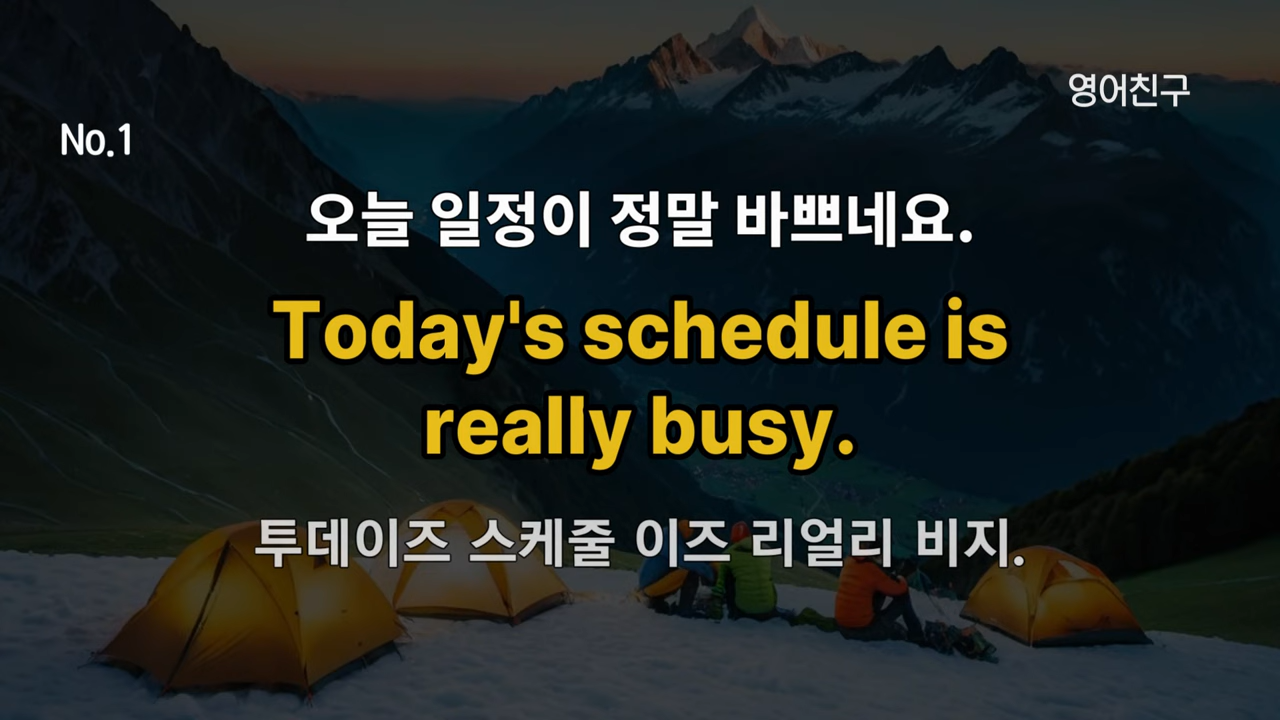 영어친구
No.1
오늘 일정이 정말 바쁘네요.
Today's schedule is
really busy.
투데이즈 스케줄 이즈 리얼리 비지.